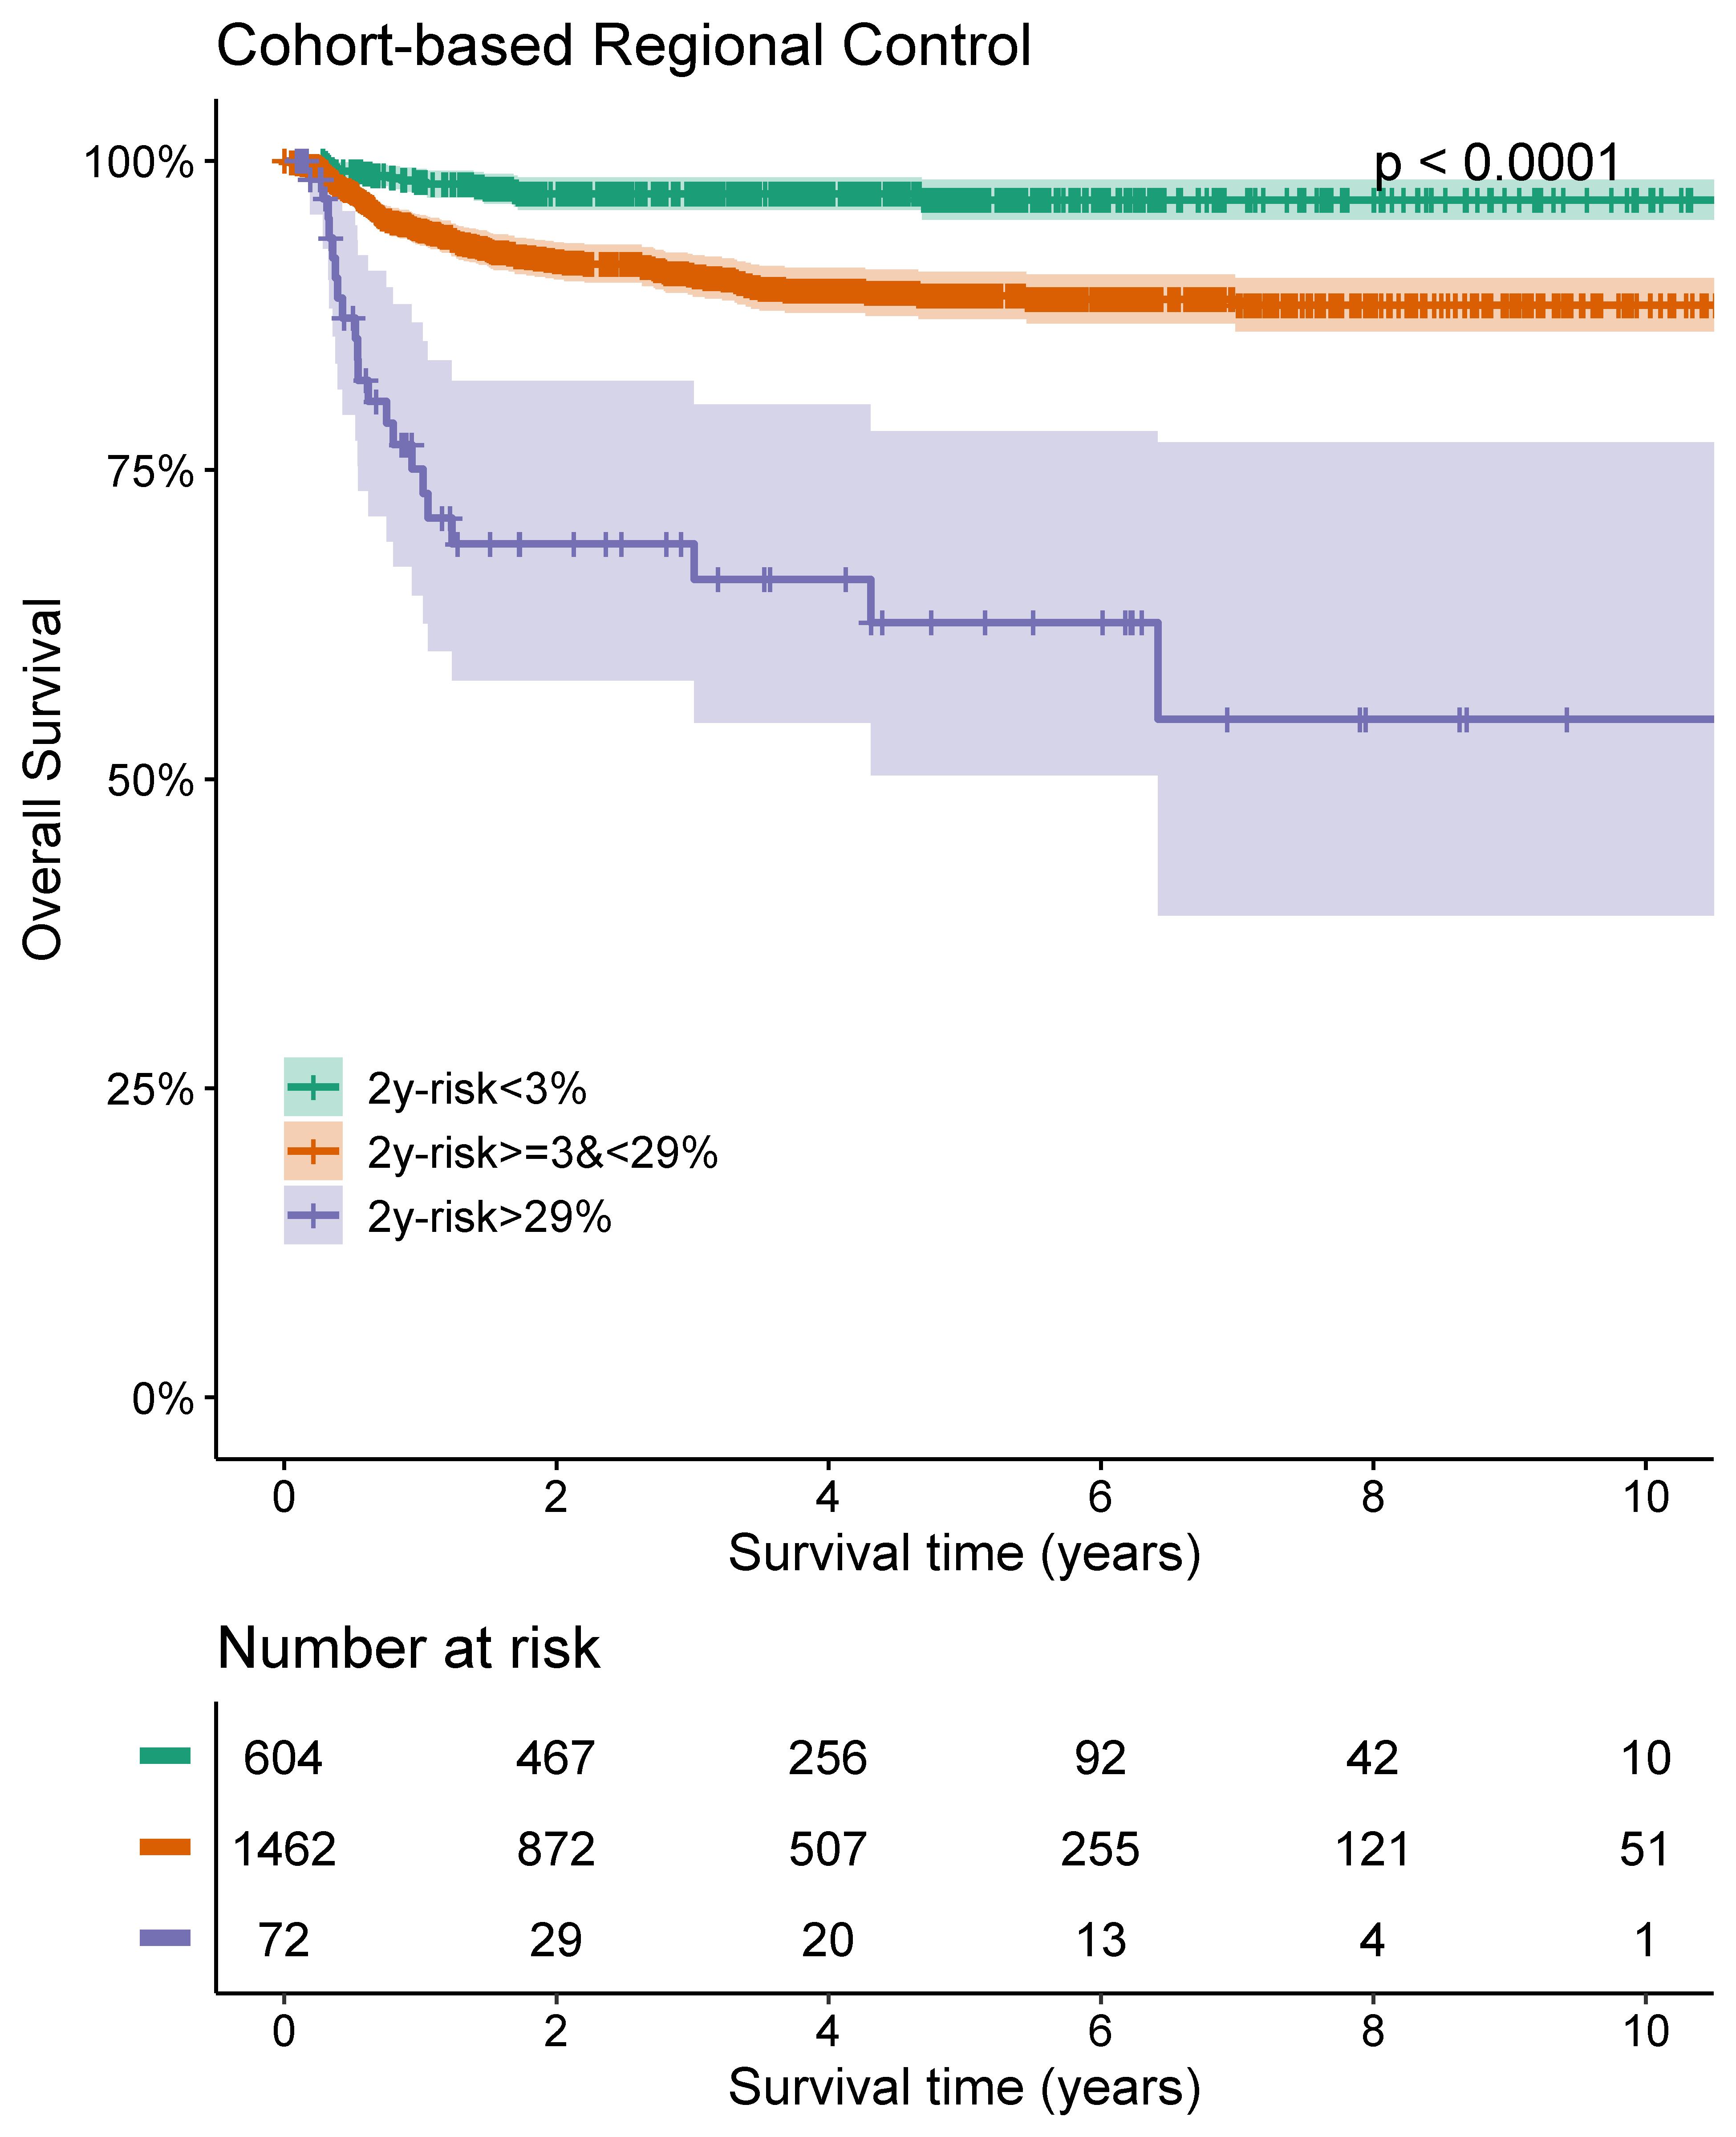 Cohort-based Regional Control
p < 0.0001
100%
75%
50%
25%
0%
Overall Survival
2y-risk<3%
2y-risk>=3&<29%
2y-risk>29%
0 2 4 6 8 10
Survival time (years)
Number at risk
604 467 256 92 42 10
1462 872 507 255 121 51
72 29 20 13 4 1
0 2 4 6 8 10
Survival time (years)